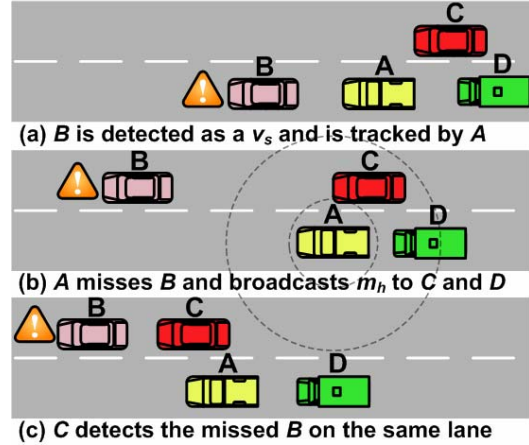 C
B A D
(a) B is detected as a vs and is tracked by A
B C
A D
(b) A misses B and broadcasts mh to C and D
B C
A D
(c) C detects the missed B on the same lane